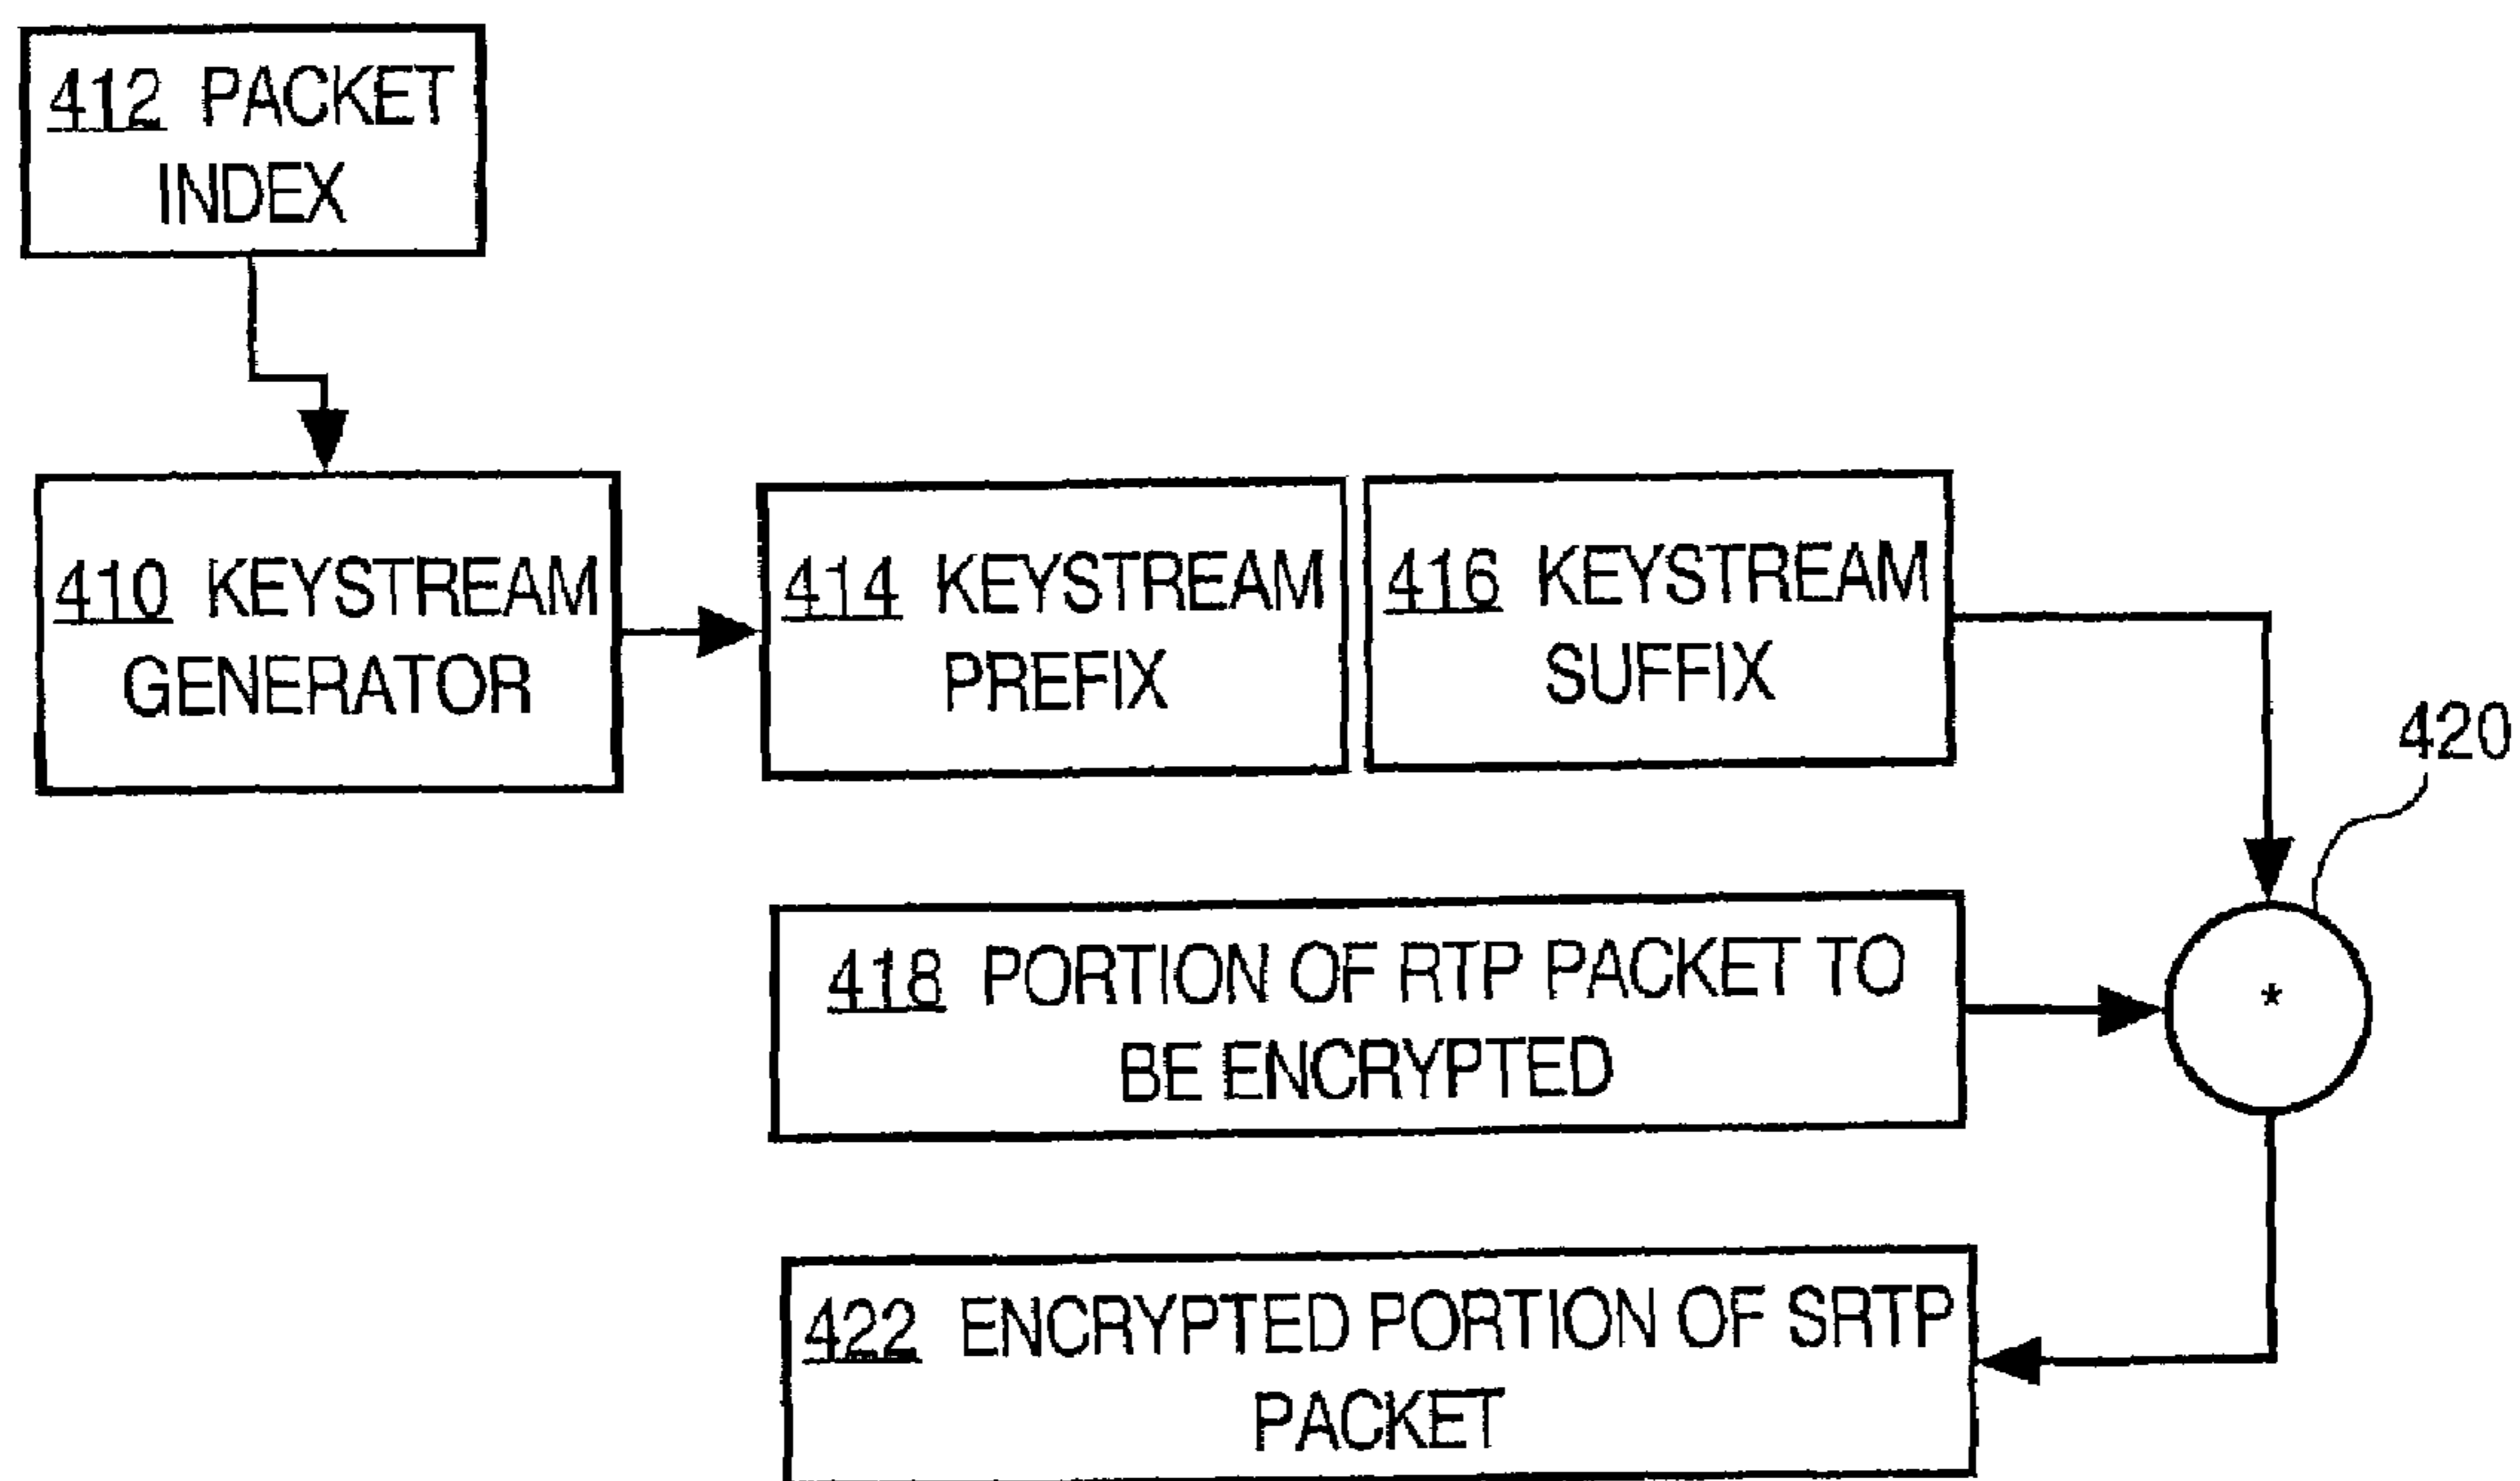 412 PACKET
INDEX
410 KEYSTREAM
GENERATOR
414 KEYSTREAM
PREFIX
416 KEYSTREAM
SUFFIX
420
418 PORTION OF RTP PACKET TO
BE ENCRYPTED
*
422 ENCRYPTED PORTION OF SRTP
PACKET